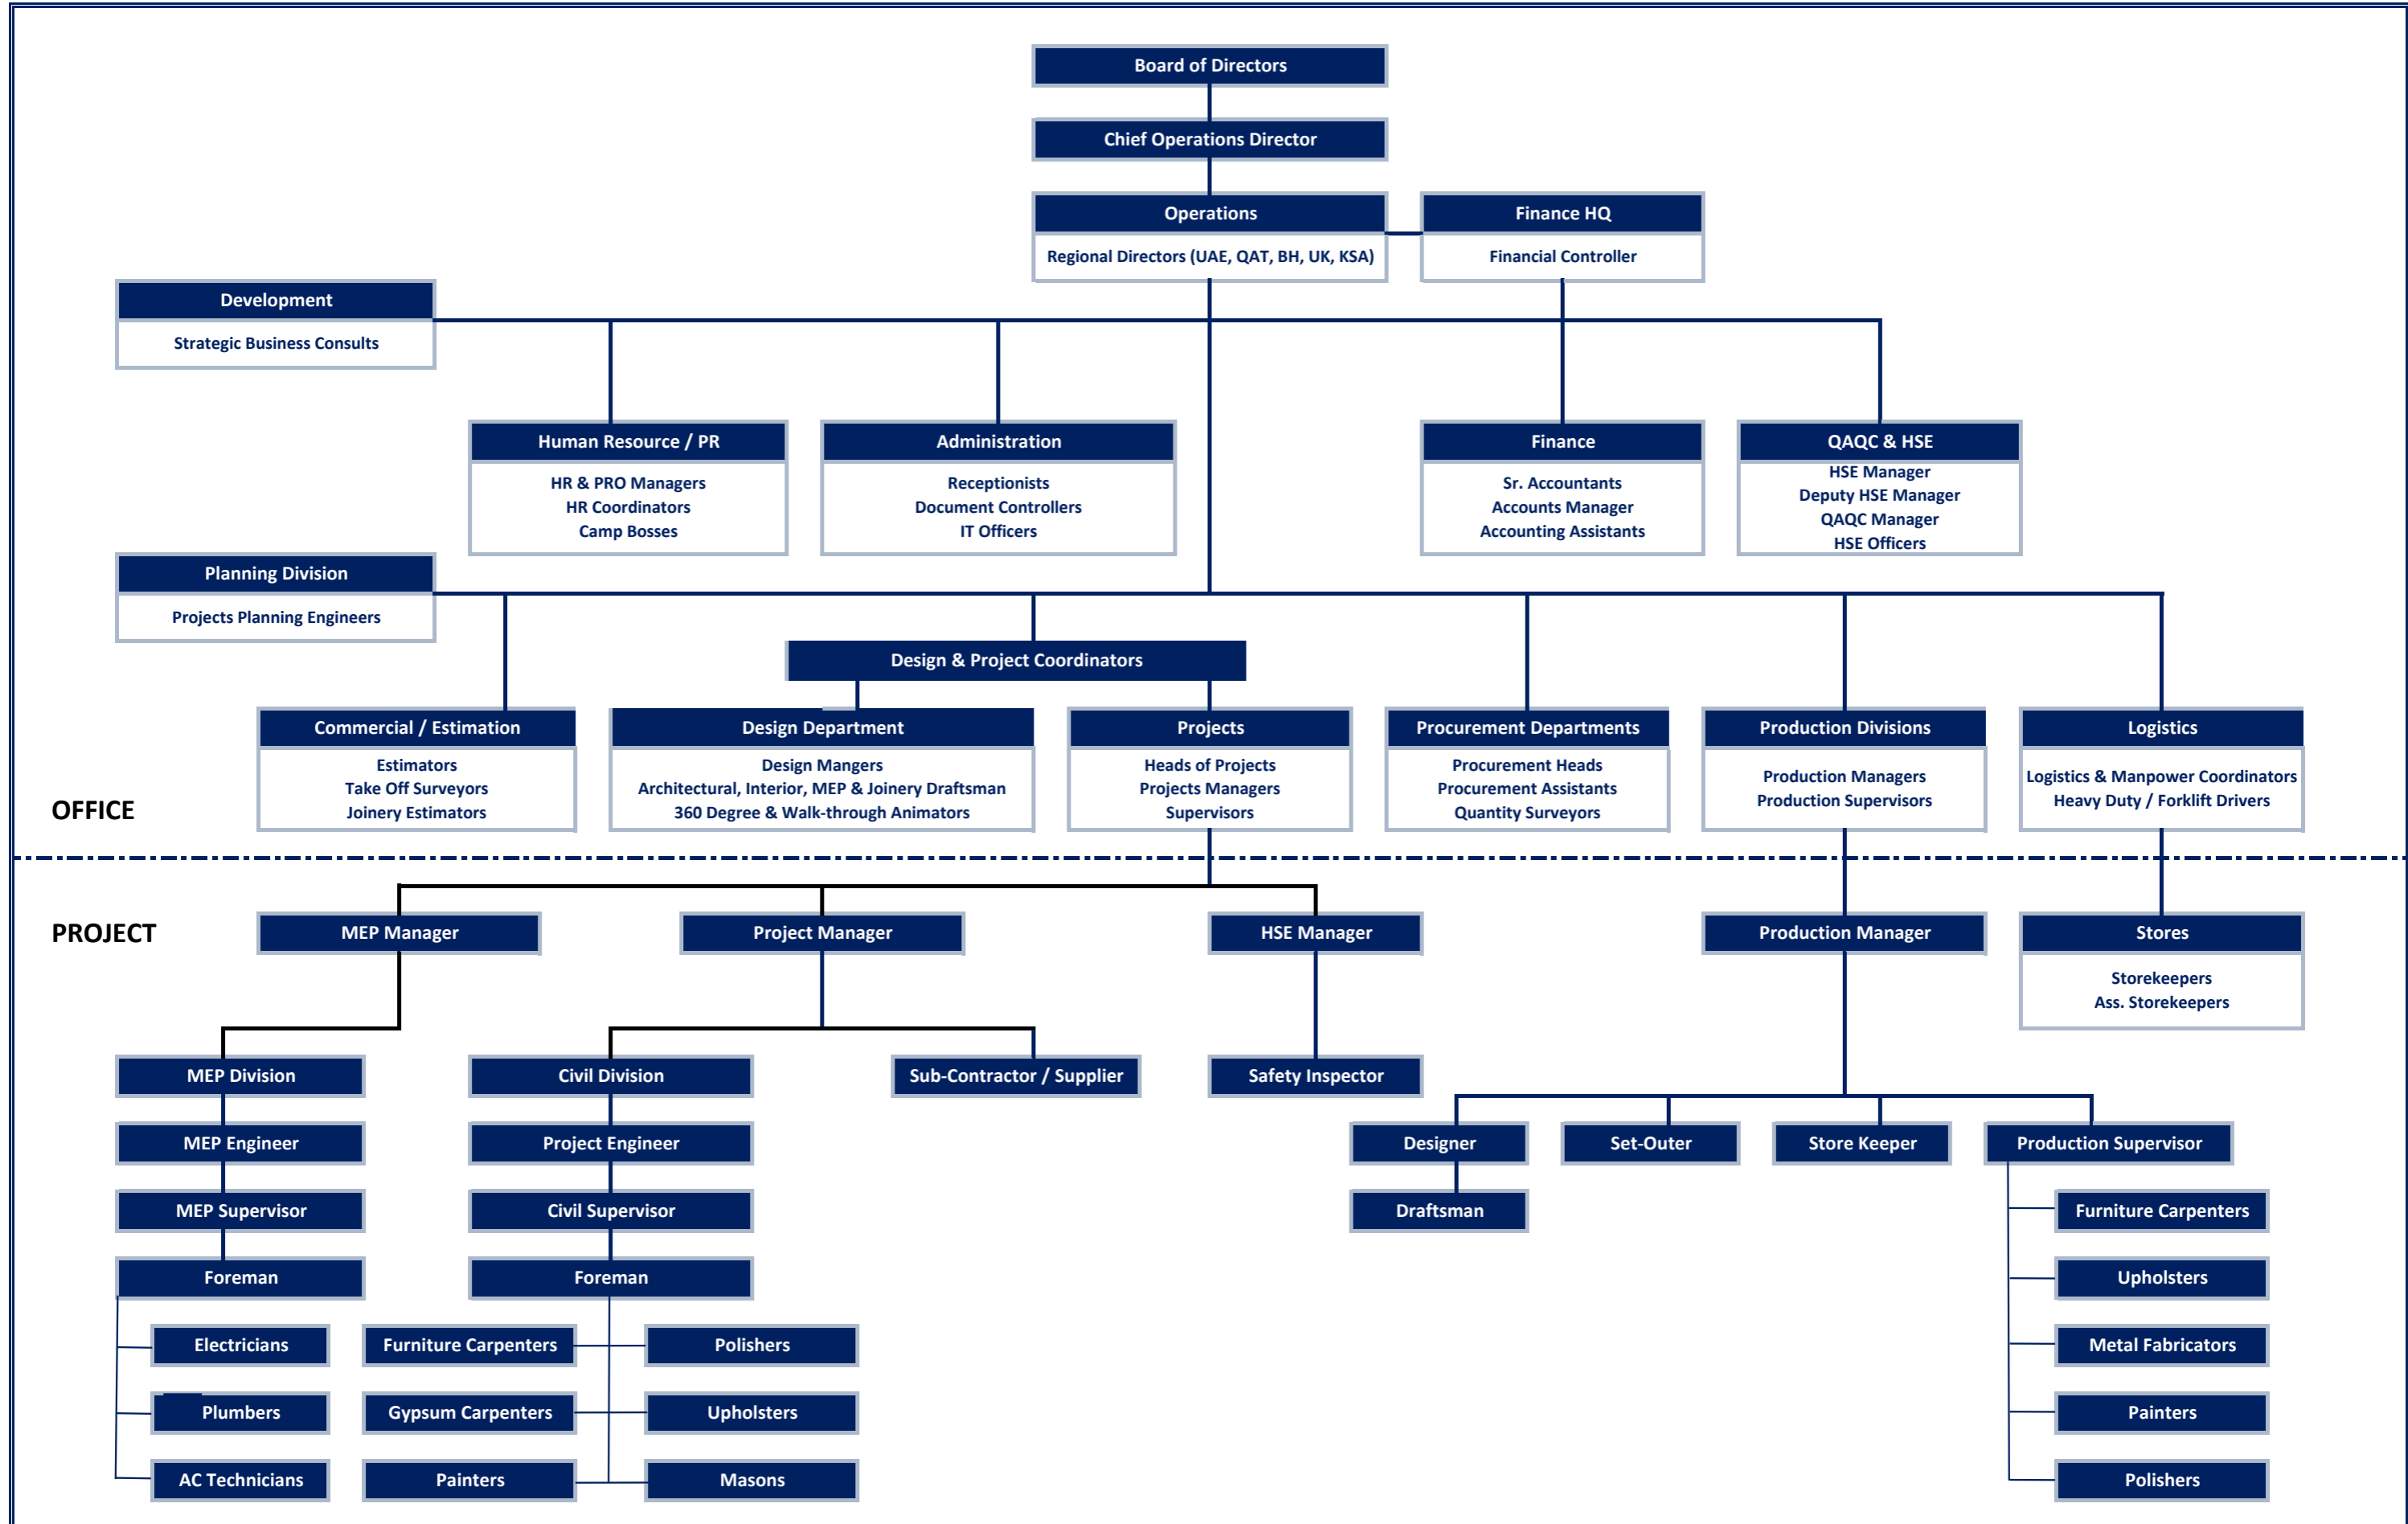 Board of Directors
Chief Operations Director
Operations
Regional Directors (UAE, QAT, BH, UK, KSA)
Finance HQ
Financial Controller
Development
Strategic Business Consults
Human Resource / PR
HR & PRO Managers
HR Coordinators
Camp Bosses
Administration
Receptionists
Document Controllers
IT Officers
Finance
Sr. Accountants
Accounts Manager
Accounting Assistants
QAQC & HSE
HSE Manager
Deputy HSE Manager
QAQC Manager
HSE Officers
Planning Division
Projects Planning Engineers
Design & Project Coordinators
Commercial / Estimation
Estimators
Take Off Surveyors
Joinery Estimators
Design Department
Design Mangers
Architectural, Interior, MEP & Joinery Draftsman
360 Degree & Walk-through Animators
Projects
Heads of Projects
Projects Managers
Supervisors
Procurement Departments
Procurement Heads
Procurement Assistants
Quantity Surveyors
Production Divisions
Production Managers
Production Supervisors
Logistics
Logistics & Manpower Coordinators
Heavy Duty / Forklift Drivers
OFFICE
PROJECT
MEP Manager
Project Manager
HSE Manager
Production Manager
Stores
Storekeepers
Ass. Storekeepers
MEP Division
Civil Division
Sub-Contractor / Supplier
Safety Inspector
MEP Engineer
Project Engineer
Designer
Set-Outer
Store Keeper
Production Supervisor
MEP Supervisor
Civil Supervisor
Draftsman
Furniture Carpenters
Foreman
Foreman
Upholsters
Electricians
Furniture Carpenters
Polishers
Metal Fabricators
Plumbers
Gypsum Carpenters
Upholsters
Painters
AC Technicians
Painters
Masons
Polishers